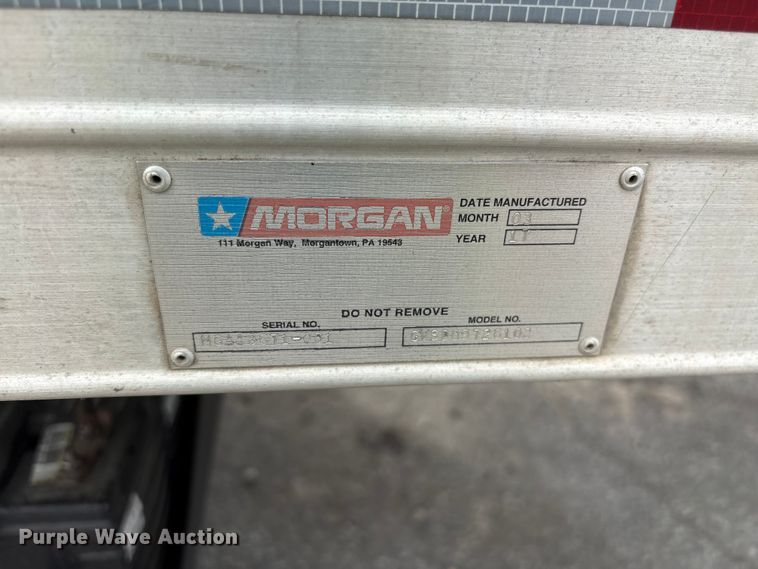 MORGAN®
111 Morgan Way, Morgantown, PA 19543
DATE MANUFACTURED
MONTH
YEAR
DO NOT REMOVE
SERIAL NO.
MODEL NO.
Purple Wave Auction